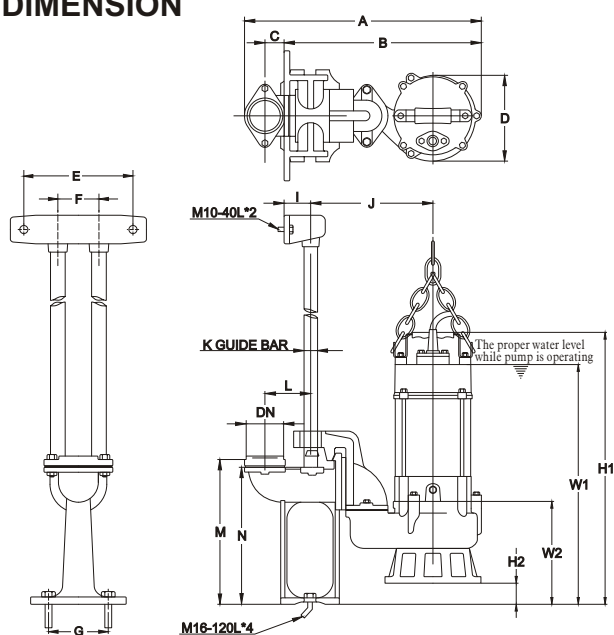 DIMENSION
A
C
B
D
E
F
I
J
M10-40L*2
K GUIDE BAR
The proper water level
while pump is operating
L
DN
M
N
H1
W1
W2
H2
G
M16-120L*4